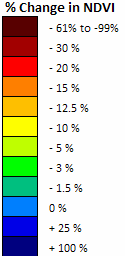 % Change in NDVI
- 61% to -99%
- 30 %
- 20 %
- 15 %
- 12.5 %
- 10 %
- 5 %
- 3 %
- 1.5 %
0 %
+ 25 %
+ 100 %